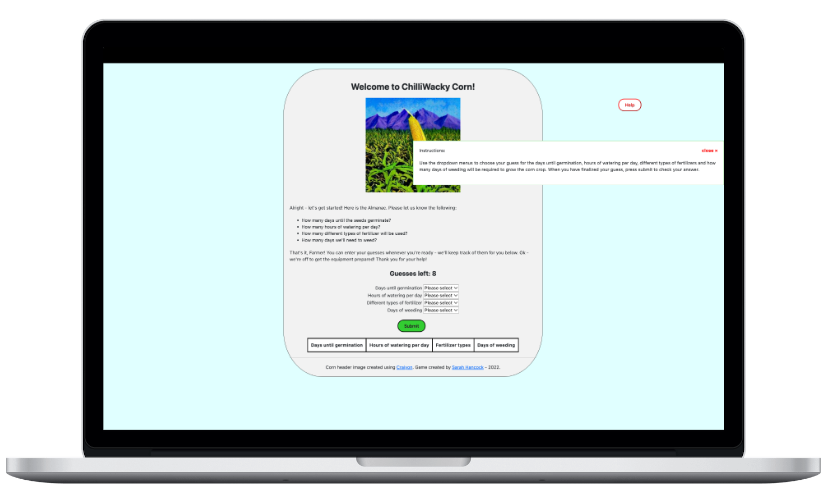 Welcome to ChilliWacky Corn!
Help
Instructions
close x
Use the dropdown menus to choose your guess for the days until germination, hours of watering per day, different types of fertilizers and how
many days of weeding will be required to grow the corn crop. When you have finalized your guess, press submit to check your answer.
Alright - let's get started! Here is the Almanac. Please let us know the following:
• How many days until the seeds germinate?
• How many hours of watering per day?
• How many different types of fertilizer will be used?
• How many days we'll need to weed?
That's it, Farmer! You can enter your guesses whenever you're ready - we'll keep track of them for you below. Ok -
we're off to get the equipment prepared! Thank you for your help!
Guesses left: 8
Days until germination Please select
Hours of watering per day Please select
Different types of fertilizer Please select
Days of weeding Please select
Submit
Days until germination Hours of watering per day Fertilizer types Days of weeding
Corn header image created using Craiyon. Game created by Sarah Hancock - 2022.